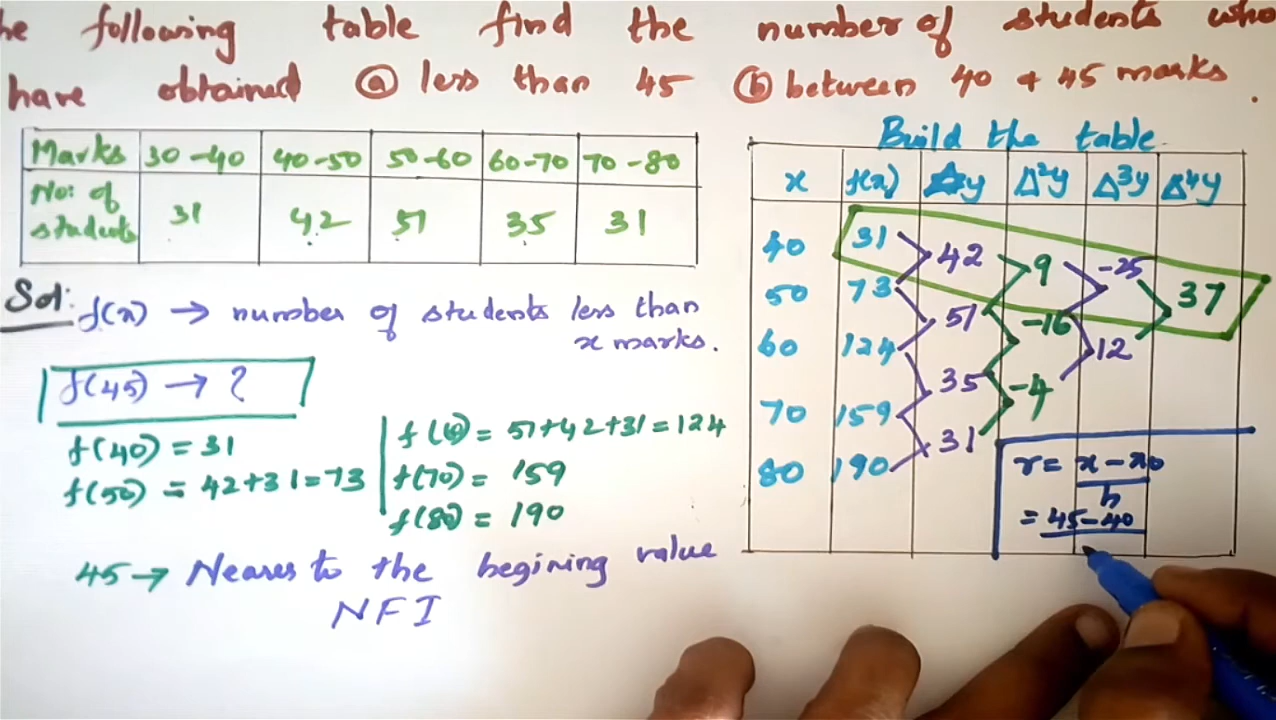 he following table find the number of students who
have obtained ⓐ less than 45 ⓑ between 40 & 45 marks.
Marks 30-40 40-50 50-60 60-70 70-80
No: of students 31 42 51 35 31
Sol: f(x) → number of students less than
x marks.
f(45) → ?
f(40) = 31
f(50) = 42+31=73
= 51+42+31=124
f(70) = 159
f(80) = 190
45 → Neares to the begining value
NFI
Build the table.
x f(x) Δy Δ²y Δ³y Δ⁴y
40 31
42
50 73 9
51 -25
60 124 -16 37
35 12
70 159 -4
31
80 190
r = x-x0
h
= 45-40